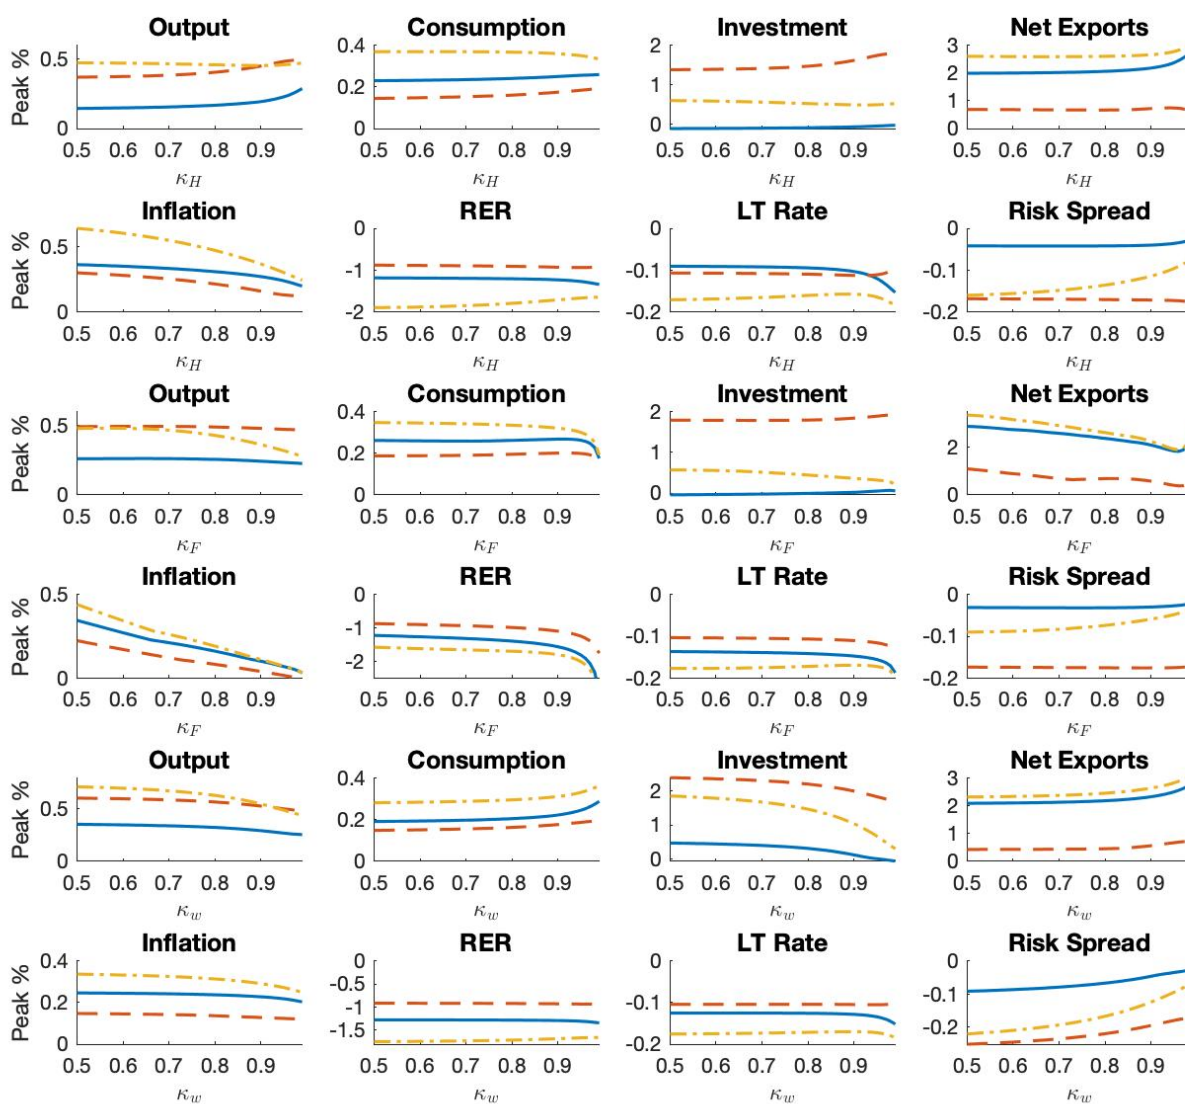 Output Consumption Investment Net Exports
Peak %
0.5
0
0.4
0.2
0
2
1
0
3
2
1
0
0.5 0.6 0.7 0.8 0.9 0.5 0.6 0.7 0.8 0.9 0.5 0.6 0.7 0.8 0.9 0.5 0.6 0.7 0.8 0.9
κH κH κH κH
Inflation RER LT Rate Risk Spread
Peak %
0.5
0
0
-1
-2
0
-0.1
-0.2
0
-0.1
-0.2
0.5 0.6 0.7 0.8 0.9 0.5 0.6 0.7 0.8 0.9 0.5 0.6 0.7 0.8 0.9 0.5 0.6 0.7 0.8 0.9
κH κH κH κH
Output Consumption Investment Net Exports
Peak %
0.5
0
0.4
0.2
0
2
1
0
2
0
0.5 0.6 0.7 0.8 0.9 0.5 0.6 0.7 0.8 0.9 0.5 0.6 0.7 0.8 0.9 0.5 0.6 0.7 0.8 0.9
κF κF κF κF
Inflation RER LT Rate Risk Spread
Peak %
0.5
0
0
-1
-2
0
-0.1
-0.2
0
-0.1
-0.2
0.5 0.6 0.7 0.8 0.9 0.5 0.6 0.7 0.8 0.9 0.5 0.6 0.7 0.8 0.9 0.5 0.6 0.7 0.8 0.9
κF κF κF κF
Output Consumption Investment Net Exports
Peak %
0.5
0
0.4
0.2
0
2
1
0
3
2
1
0
0.5 0.6 0.7 0.8 0.9 0.5 0.6 0.7 0.8 0.9 0.5 0.6 0.7 0.8 0.9 0.5 0.6 0.7 0.8 0.9
κw κw κw κw
Inflation RER LT Rate Risk Spread
Peak %
0.4
0.2
0
0
-0.5
-1
-1.5
0
-0.1
-0.2
0
-0.1
-0.2
0.5 0.6 0.7 0.8 0.9 0.5 0.6 0.7 0.8 0.9 0.5 0.6 0.7 0.8 0.9 0.5 0.6 0.7 0.8 0.9
κw κw κw κw